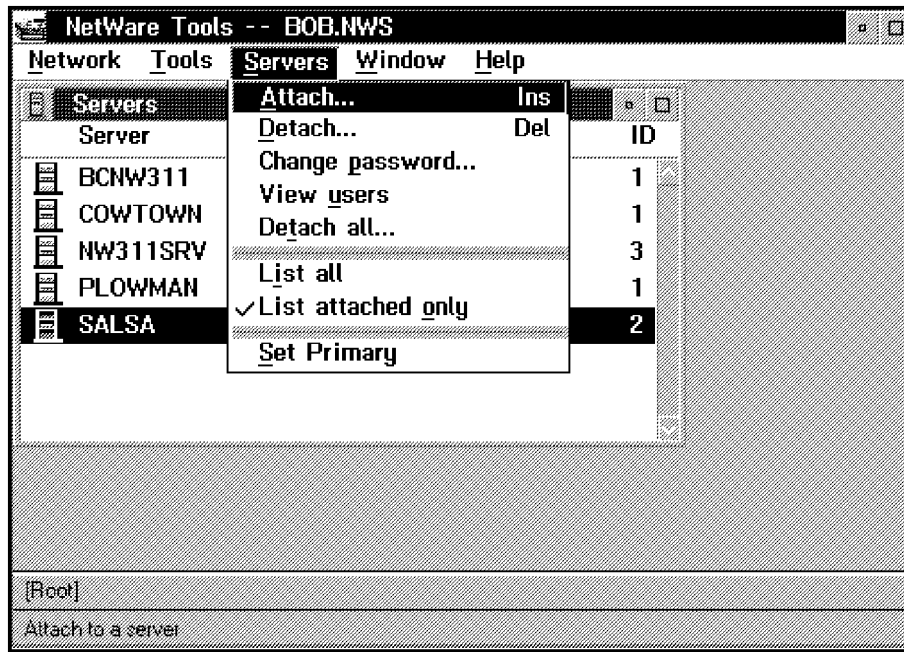 NetWare Tools -- BOB.NWS
Network Tools Servers Window Help
Servers
Server ID
BCNW311 1
COWTOWN 1
NW311SRV 3
PLOWMAN 1
SALSA 2
Attach... Ins
Detach... Del
Change password...
View users
Detach all...
List all
✓List attached only
Set Primary
[Root]
Attach to a server